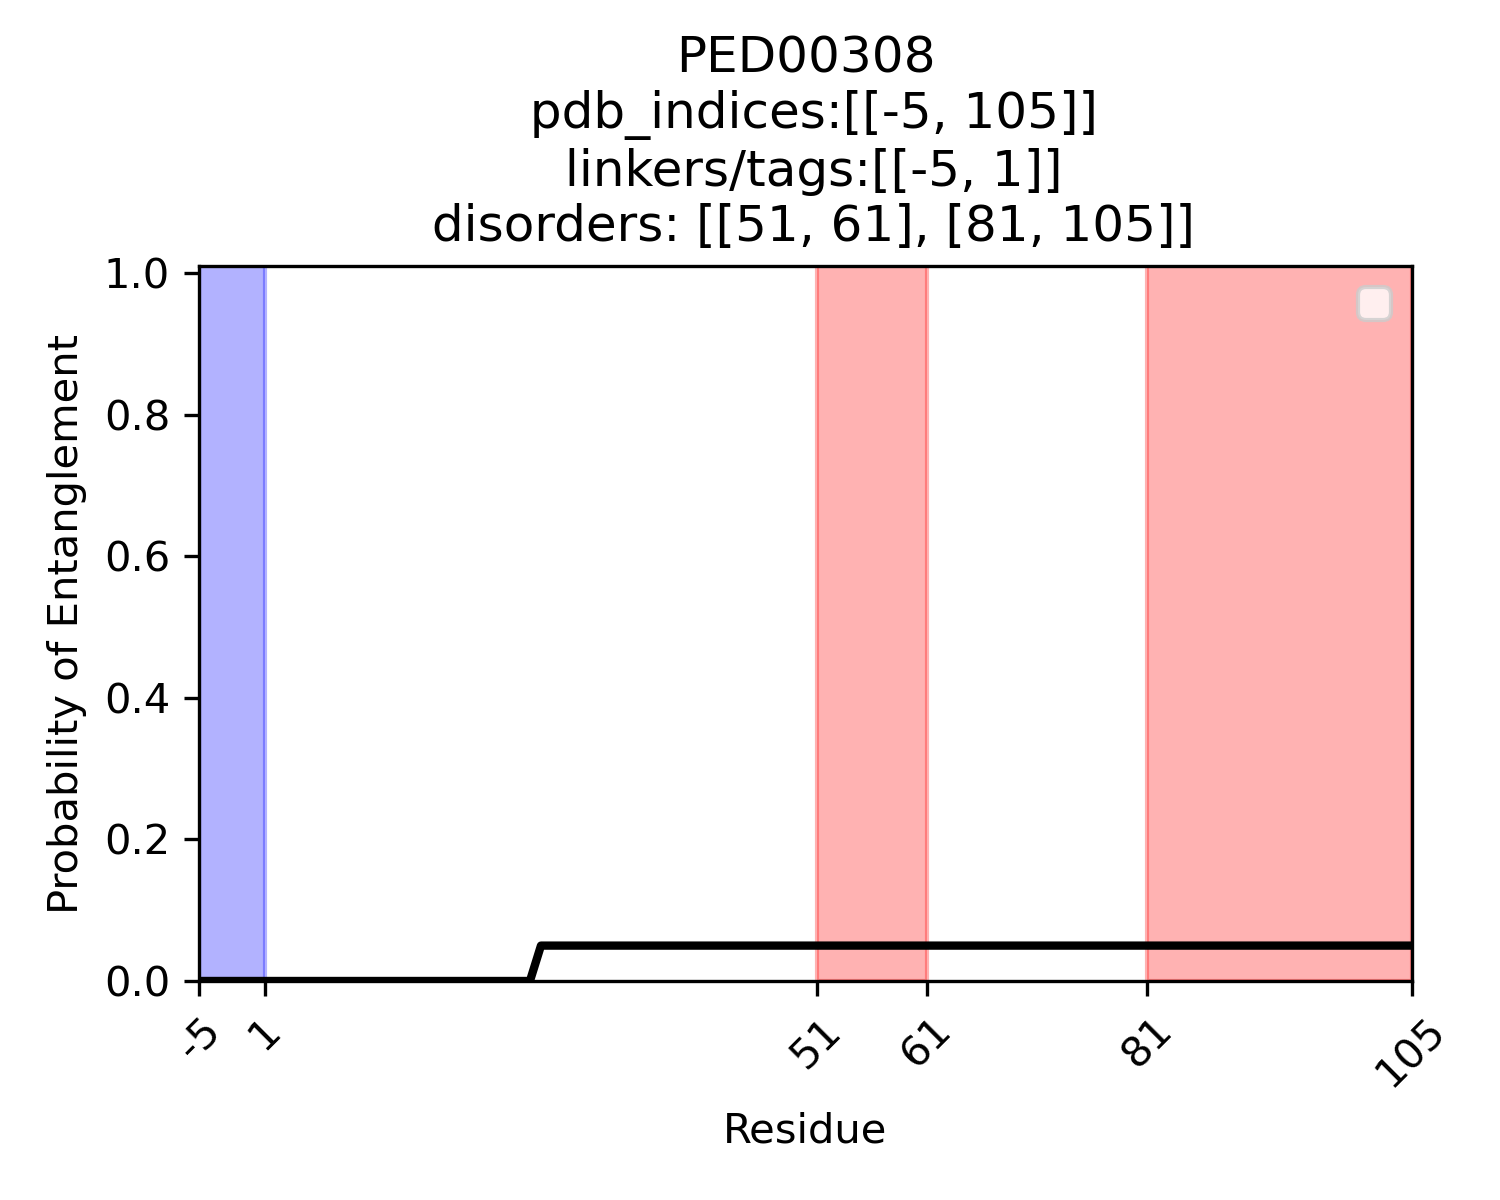 PED00308
pdb_indices:[[-5, 105]]
linkers/tags:[[-5, 1]]
disorders: [[51, 61], [81, 105]]
1.0
0.8
0.6
0.4
0.2
0.0
Probability of Entanglement
-5 1 51 61 81 105
Residue